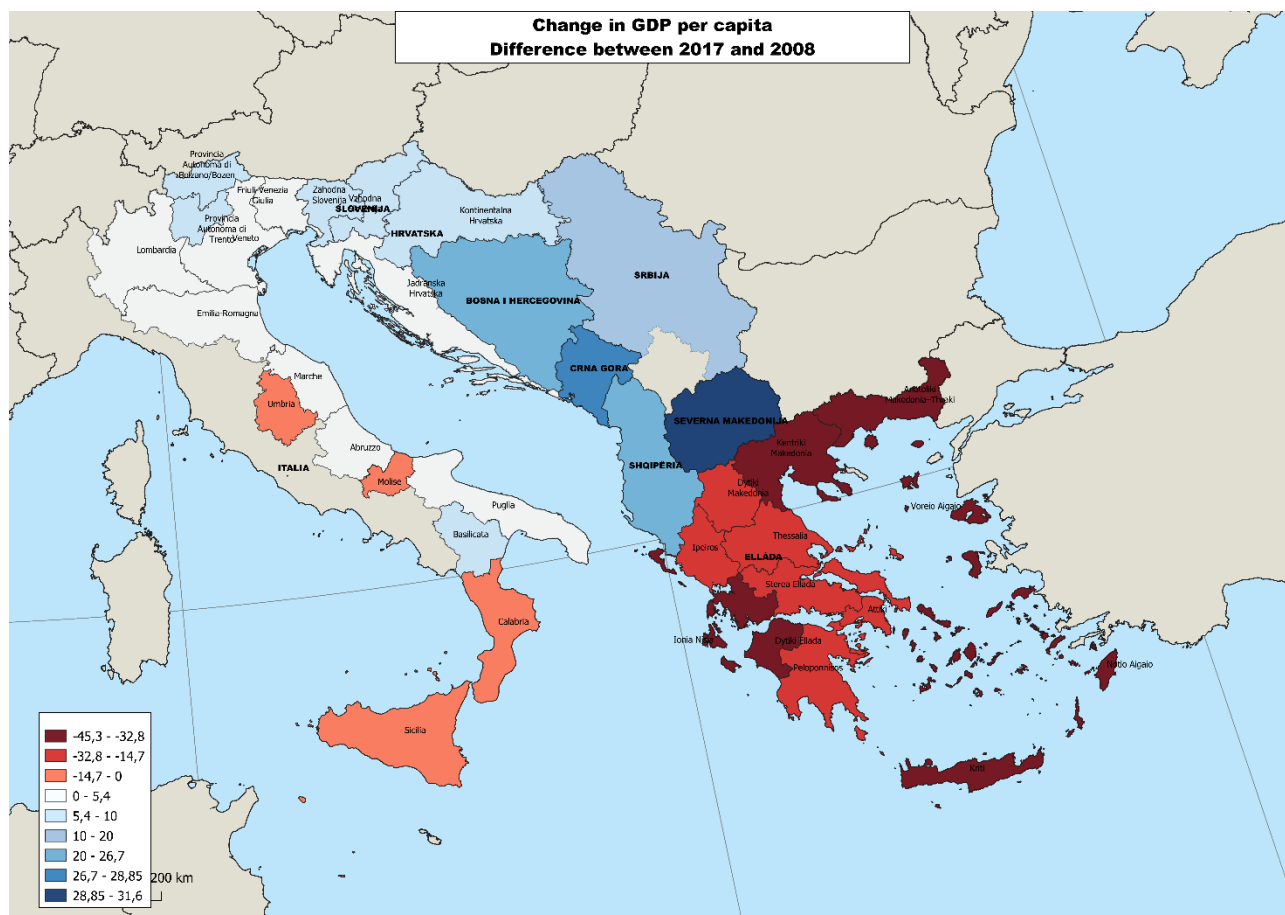 Change in GDP per capita
Difference between 2017 and 2008
Provincia
Autonoma di
Bolzano/Bozen
Friuli-Venezia
Giulia
Zahodna
Slovenija
Vzhodna
SLOVENIJA
Provincia
Autonoma di
Trento
Veneto
Lombardia
Kontinentalna
Hrvatska
HRVATSKA
SRBIJA
Jadranska
Hrvatska
BOSNA I HERCEGOVINA
Emilia-Romagna
CRNA GORA
Marche
Umbria
Anatoliki
Makedonia-Thraki
SEVERNA MAKEDONIJA
Kentriki
Makedonia
Abruzzo
ITALIA
SHQIPËRIA
Molise
Dytiki
Makedonia
Puglia
Voreio Aigaio
Basilicata
Thessalia
Ipeiros
ELLÁDA
Sterea Ellada
Attiki
Calabria
Ionia Nisia
Dytiki Ellada
Peloponnisos
Notio Aigaio
Sicilia
Kriti
-45,3 - -32,8
-32,8 - -14,7
-14,7 - 0
0 - 5,4
5,4 - 10
10 - 20
20 - 26,7
26,7 - 28,85
28,85 - 31,6
200 km